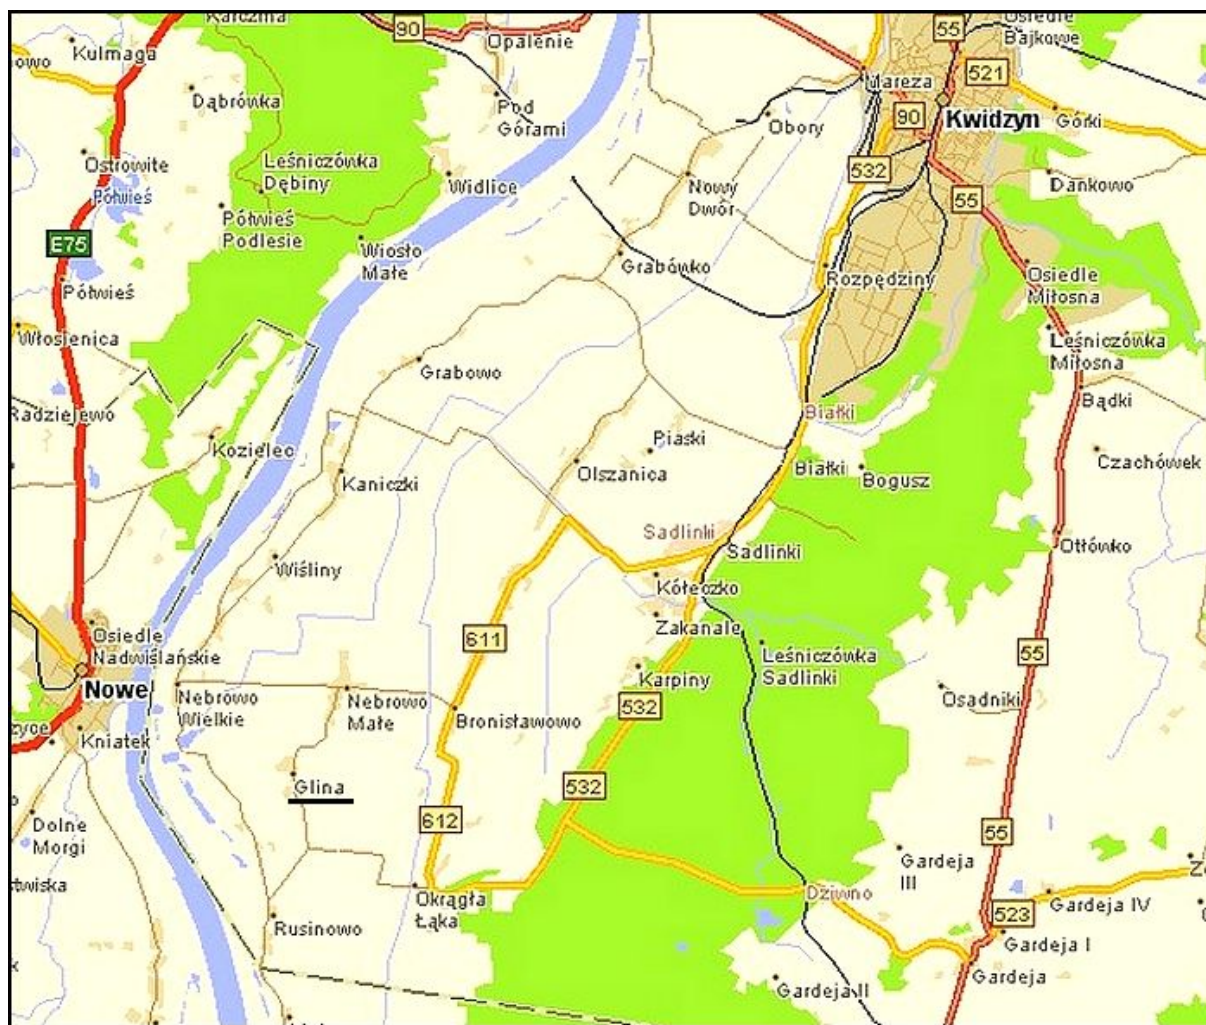 Karczma
90
Opalenie
55
Osiedle
Bajkowe
Kulmaga
Mareza
521
Dąbrówka
Pod
Górami
Obory
90
Kwidzyn
Górki
Ostrowite
Półwieś
Leśniczówka
Dębiny
Widlice
Nowy
Dwór
532
55
Dankowo
Półwieś
Podlesie
E75
Wiosło
Małe
Grabówko
Rozpędziny
Osiedle
Miłosna
Półwieś
Włosienica
Leśniczówka
Miłosna
Grabowo
Radziejewo
Białki
Bądki
Kozielec
Piaski
Olszanica
Białki
Bogusz
Czachówek
Kaniczki
Sadlinki
Sadlinki
Otłówko
Wiśliny
Kółeczko
Zakanale
Osiedle
Nadwiślańskie
611
Leśniczówka
Sadlinki
55
Nowe
Nebrowo
Wielkie
Nebrowo
Małe
Karpiny
Osadniki
532
Bronisławowo
Kniatek
Glina
532
Dolne
Morgi
612
55
Gardeja
III
Okrągła
Łąka
Dziwno
Gardeja IV
523
Rusinowo
Gardeja I
Gardeja
Gardeja II